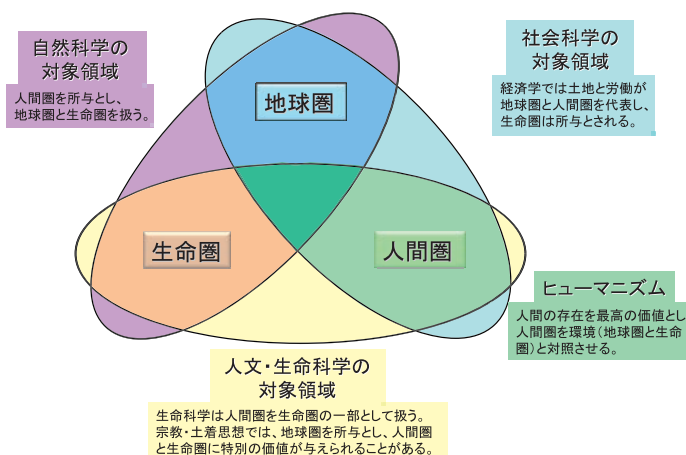 自然科学の
対象領域
人間圏を所与とし、
地球圏と生命圏を扱う。
社会科学の
対象領域
経済学では土地と労働が
地球圏と人間圏を代表し、
生命圏は所与とされる。
地球圏
生命圏
人間圏
ヒューマニズム
人間の存在を最高の価値とし
人間圏を環境（地球圏と生命
圏）と対照させる。
人文・生命科学の
対象領域
生命科学は人間圏を生命圏の一部として扱う。
宗教・土着思想では、地球圏を所与とし、人間圏
と生命圏に特別の価値が与えられることがある。